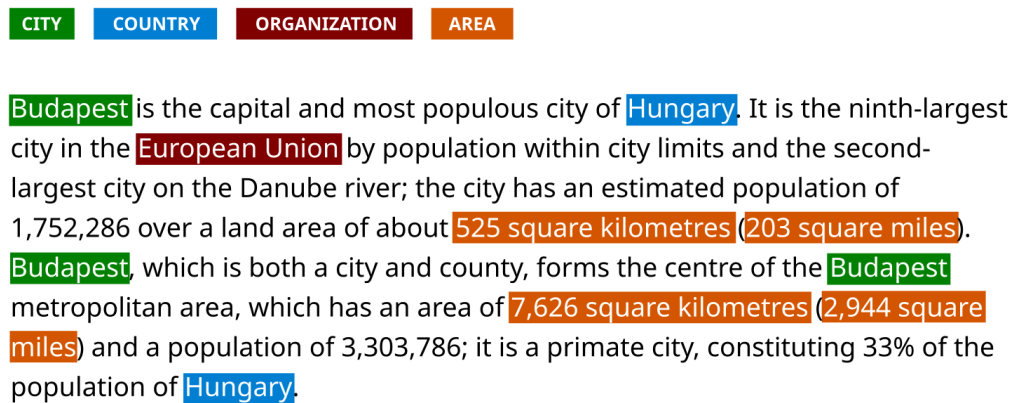 CITY COUNTRY ORGANIZATION AREA
Budapest is the capital and most populous city of Hungary. It is the ninth-largest
city in the European Union by population within city limits and the second-
largest city on the Danube river; the city has an estimated population of
1,752,286 over a land area of about 525 square kilometres (203 square miles).
Budapest, which is both a city and county, forms the centre of the Budapest
metropolitan area, which has an area of 7,626 square kilometres (2,944 square
miles) and a population of 3,303,786; it is a primate city, constituting 33% of the
population of Hungary.